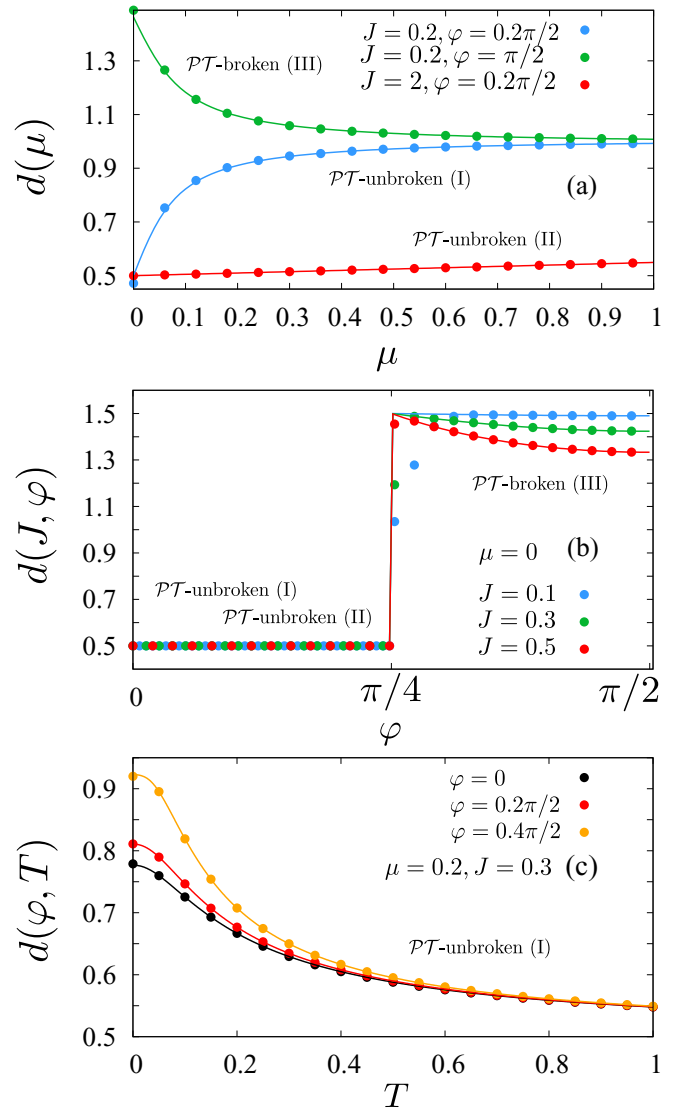 1.3
1.1
0.9
0.7
0.5
d(μ)
PT-broken (III)
J = 0.2, φ = 0.2π/2
J = 0.2, φ = π/2
J = 2, φ = 0.2π/2
PT-unbroken (I)
(a)
PT-unbroken (II)
0 0.1 0.2 0.3 0.4 0.5 0.6 0.7 0.8 0.9 1
μ
1.5
1.3
1.1
0.9
0.7
0.5
d(J, φ)
PT-broken (III)
μ = 0 (b)
PT-unbroken (I)
PT-unbroken (II)
J = 0.1
J = 0.3
J = 0.5
0 π/4 π/2
φ
0.9
0.8
0.7
0.6
0.5
d(φ, T)
φ = 0
φ = 0.2π/2
φ = 0.4π/2
μ = 0.2, J = 0.3 (c)
PT-unbroken (I)
0 0.2 0.4 0.6 0.8 1
T